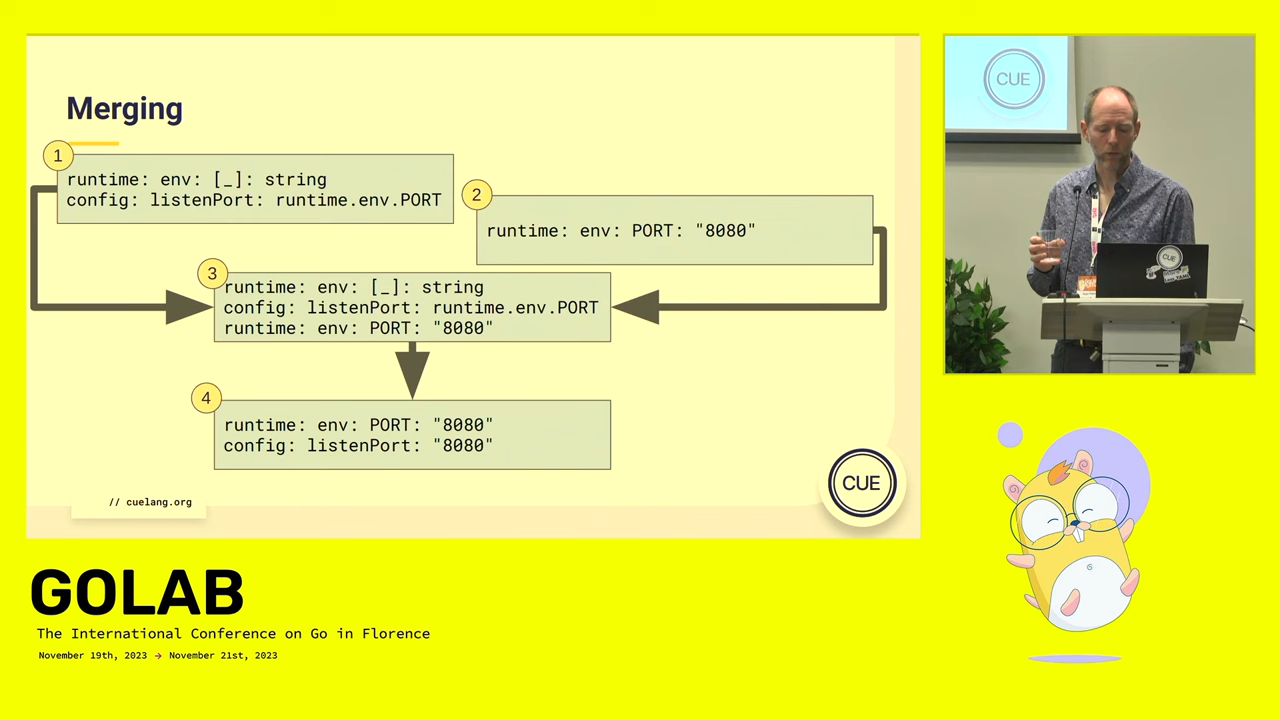 Merging
1
runtime: env: [_]: string
config: listenPort: runtime.env.PORT
2
runtime: env: PORT: "8080"
3
runtime: env: [_]: string
config: listenPort: runtime.env.PORT
runtime: env: PORT: "8080"
4
runtime: env: PORT: "8080"
config: listenPort: "8080"
// cuelang.org
CUE
CUE
CUE
GOLAB
The International Conference on Go in Florence
November 19th, 2023 → November 21st, 2023